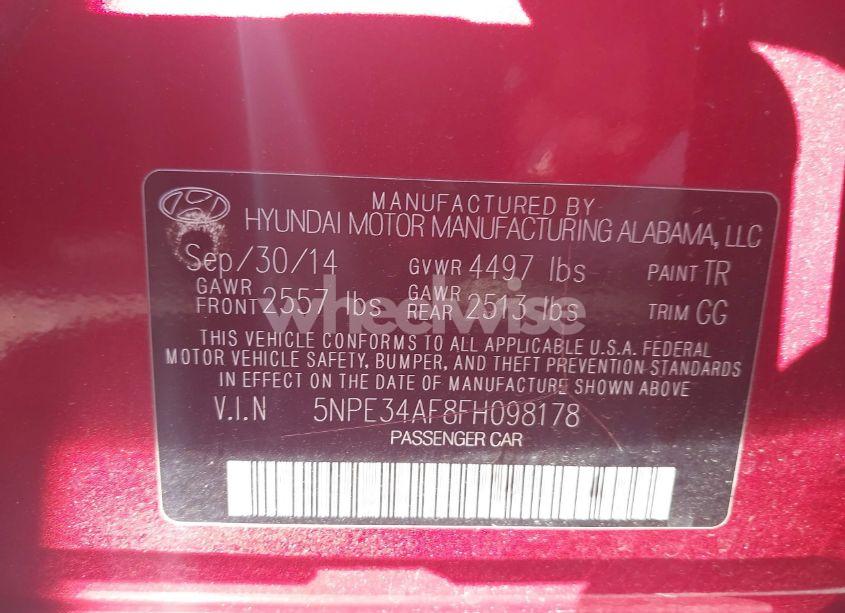 MANUFACTURED BY
HYUNDAI MOTOR MANUFACTURING ALABAMA, LLC
Sep/30/14 GVWR 4497 lbs PAINT TR
GAWR FRONT 2557 lbs GAWR REAR 2513 lbs TRIM GG
wheelwise
THIS VEHICLE CONFORMS TO ALL APPLICABLE U.S.A. FEDERAL
MOTOR VEHICLE SAFETY, BUMPER, AND THEFT PREVENTION STANDARDS
IN EFFECT ON THE DATE OF MANUFACTURE SHOWN ABOVE
V.I.N 5NPE34AF8FH098178
PASSENGER CAR